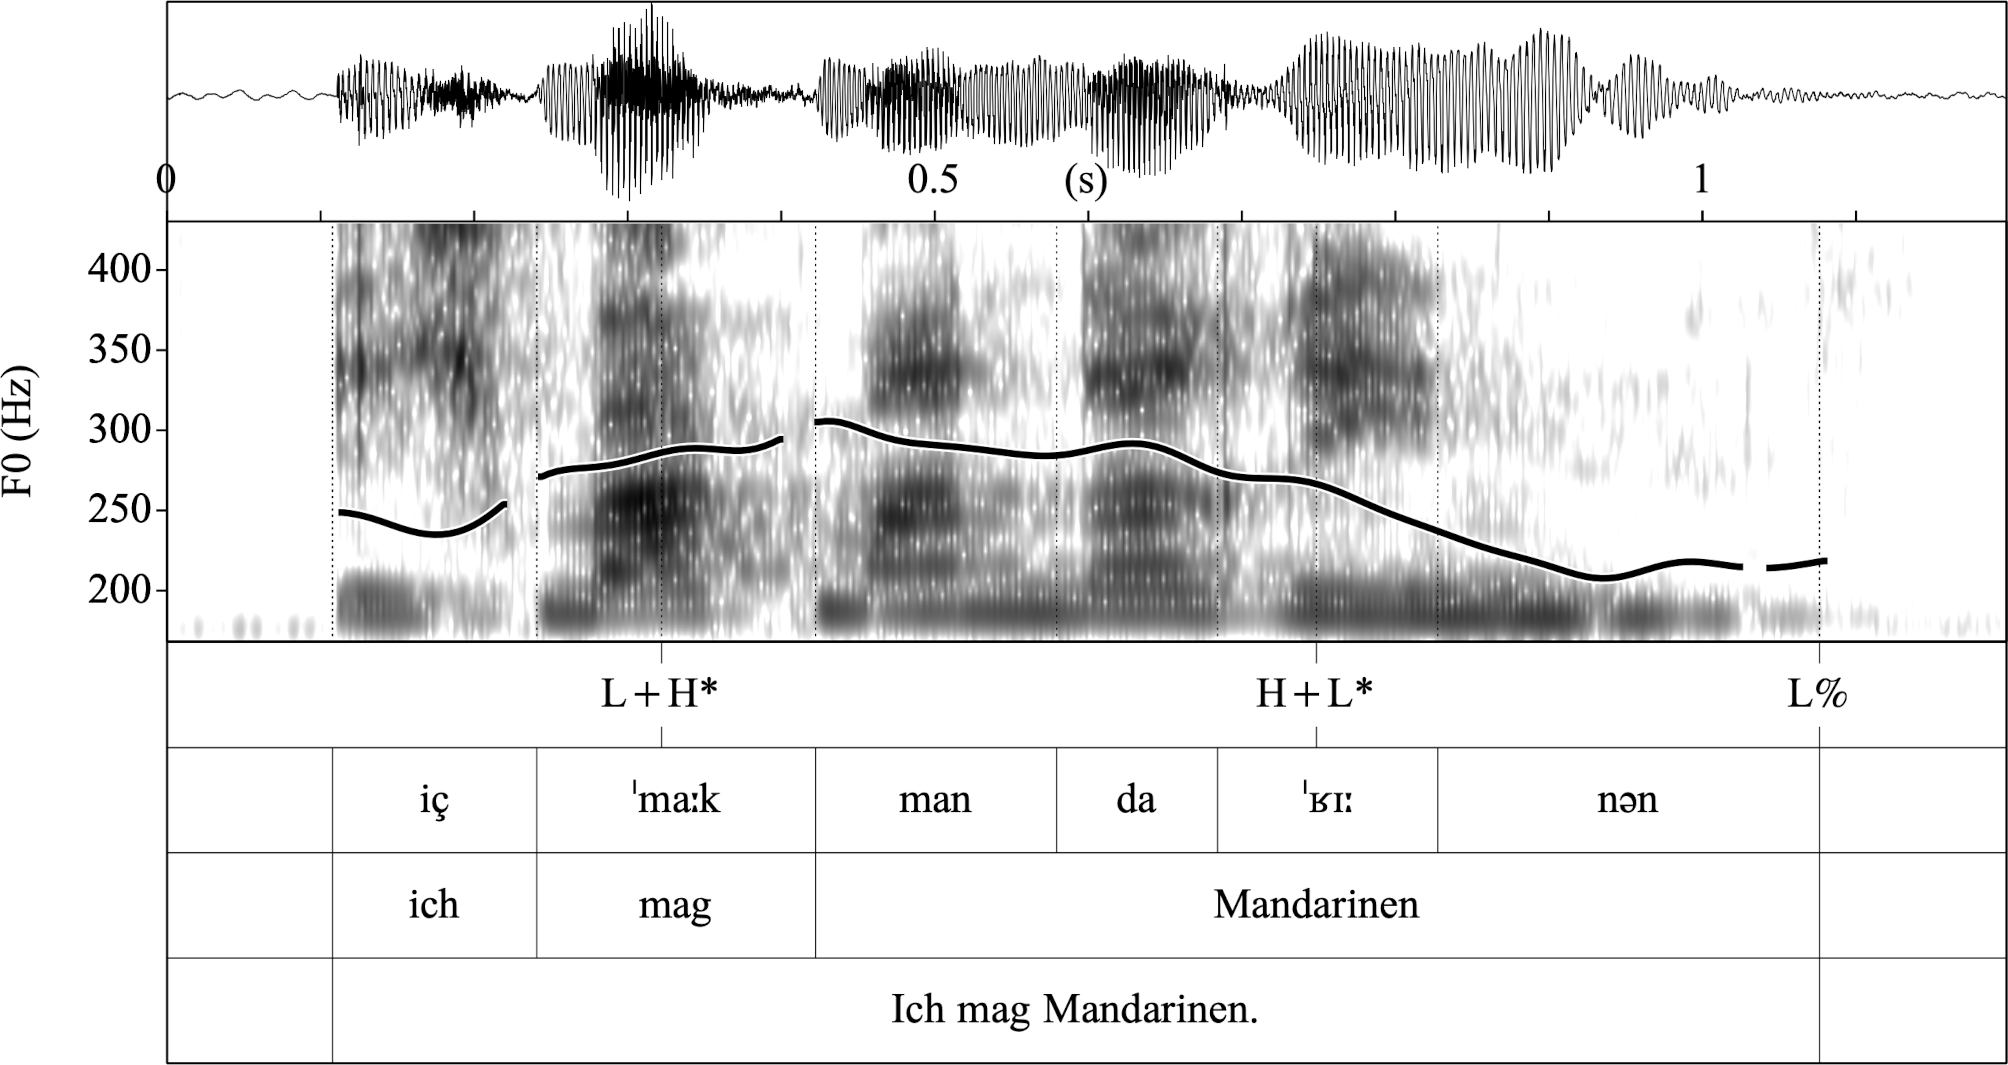 0 0.5 (s) 1
400
350
300
250
200
F0 (Hz)
L+H* H+L* L%
iç ˈmaːk man da ˈʁɪː nən
ich mag Mandarinen
Ich mag Mandarinen.